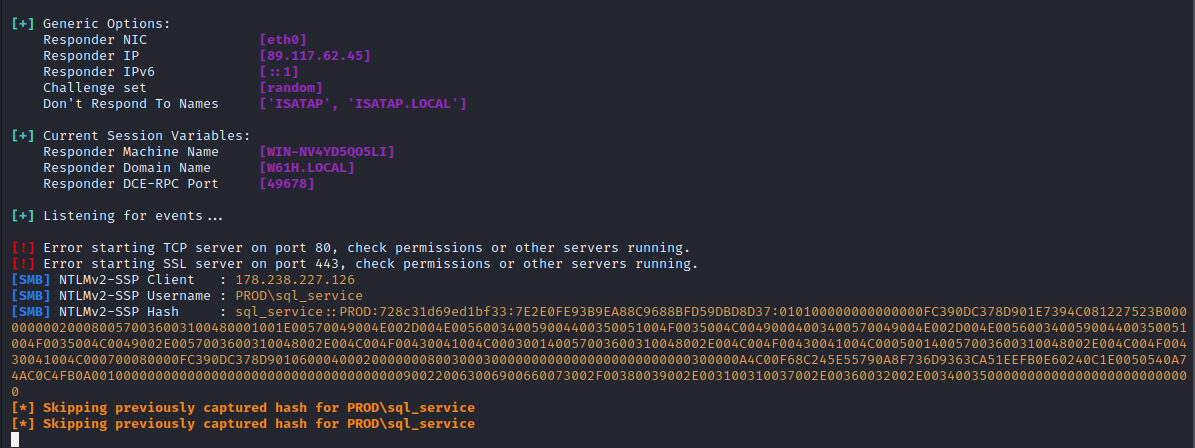 [+] Generic Options:
Responder NIC [eth0]
Responder IP [89.117.62.45]
Responder IPv6 [::1]
Challenge set [random]
Don't Respond To Names ['ISATAP', 'ISATAP.LOCAL']
[+] Current Session Variables:
Responder Machine Name [WIN-NV4YD5QO5LI]
Responder Domain Name [W61H.LOCAL]
Responder DCE-RPC Port [49678]
[+] Listening for events...
[!] Error starting TCP server on port 80, check permissions or other servers running.
[!] Error starting SSL server on port 443, check permissions or other servers running.
[SMB] NTLMv2-SSP Client : 178.238.227.126
[SMB] NTLMv2-SSP Username : PROD\sql_service
[SMB] NTLMv2-SSP Hash : sql_service::PROD:728c31d69ed1bf33:7E2E0FE93B9EA88C9688BFD59DBD8D37:
[*] Skipping previously captured hash for PROD\sql_service
[*] Skipping previously captured hash for PROD\sql_service